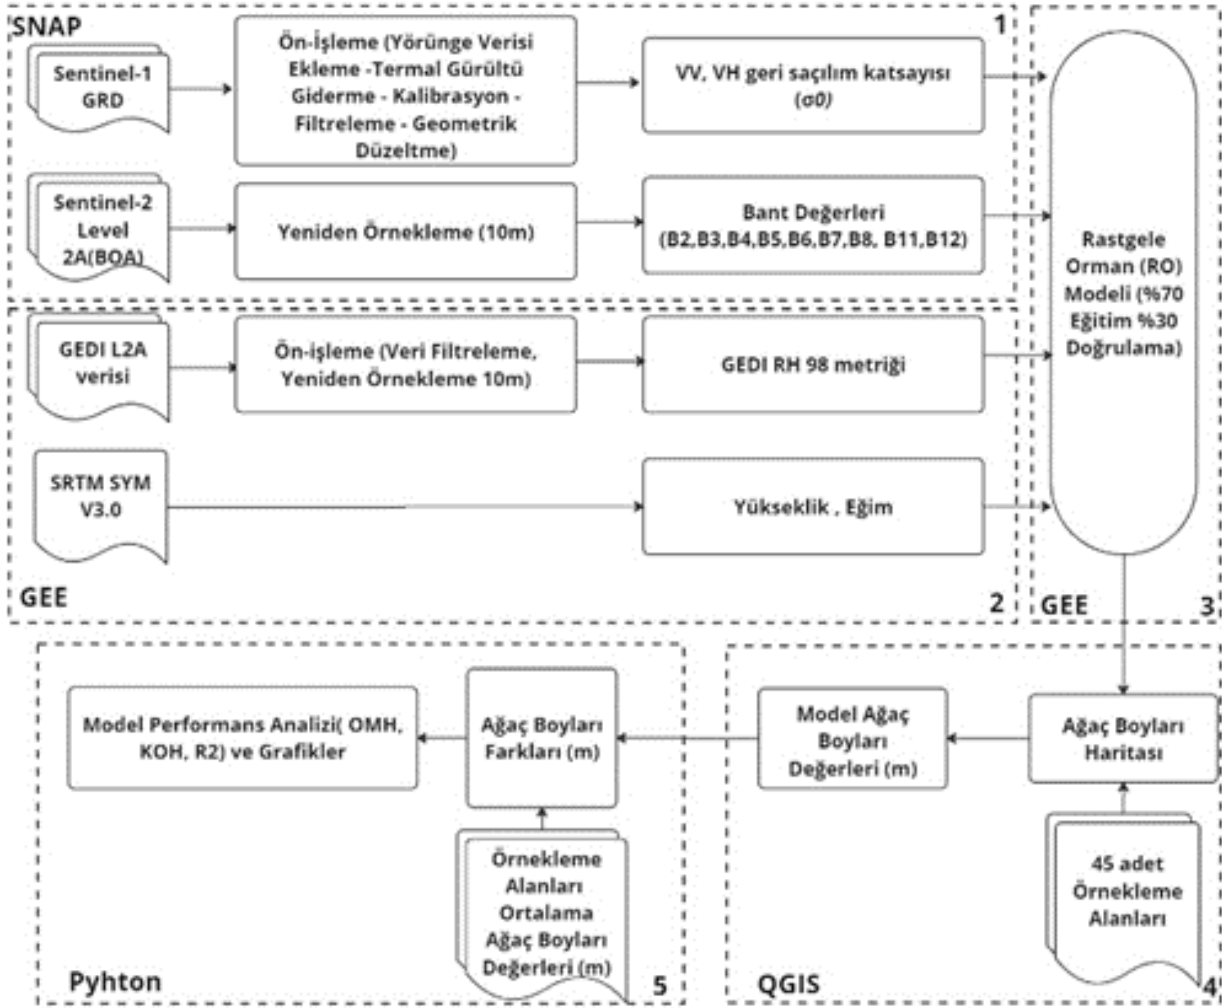 SNAP
1
Sentinel-1
GRD
Ön-İşleme (Yörünge Verisi
Ekleme -Termal Gürültü
Giderme - Kalibrasyon -
Filtreleme - Geometrik
Düzeltme)
VV, VH geri saçılım katsayısı
(σ0)
Sentinel-2
Level
2A(BOA)
Yeniden Örnekleme (10m)
Bant Değerleri
(B2,B3,B4,B5,B6,B7,B8, B11,B12)
GEDI L2A
verisi
Ön-işleme (Veri Filtreleme,
Yeniden Örnekleme 10m)
GEDI RH 98 metriği
SRTM SYM
V3.0
Yükseklik , Eğim
GEE
2
Rastgele
Orman (RO)
Modeli (%70
Eğitim %30
Doğrulama)
GEE
3
Ağaç Boyları
Haritası
45 adet
Örnekleme
Alanları
Model Ağaç
Boyları
Değerleri (m)
QGIS
4
Ağaç Boyları
Farkları (m)
Örnekleme
Alanları
Ortalama
Ağaç Boyları
Değerleri (m)
Model Performans Analizi( OMH,
KOH, R2) ve Grafikler
Pyhton
5